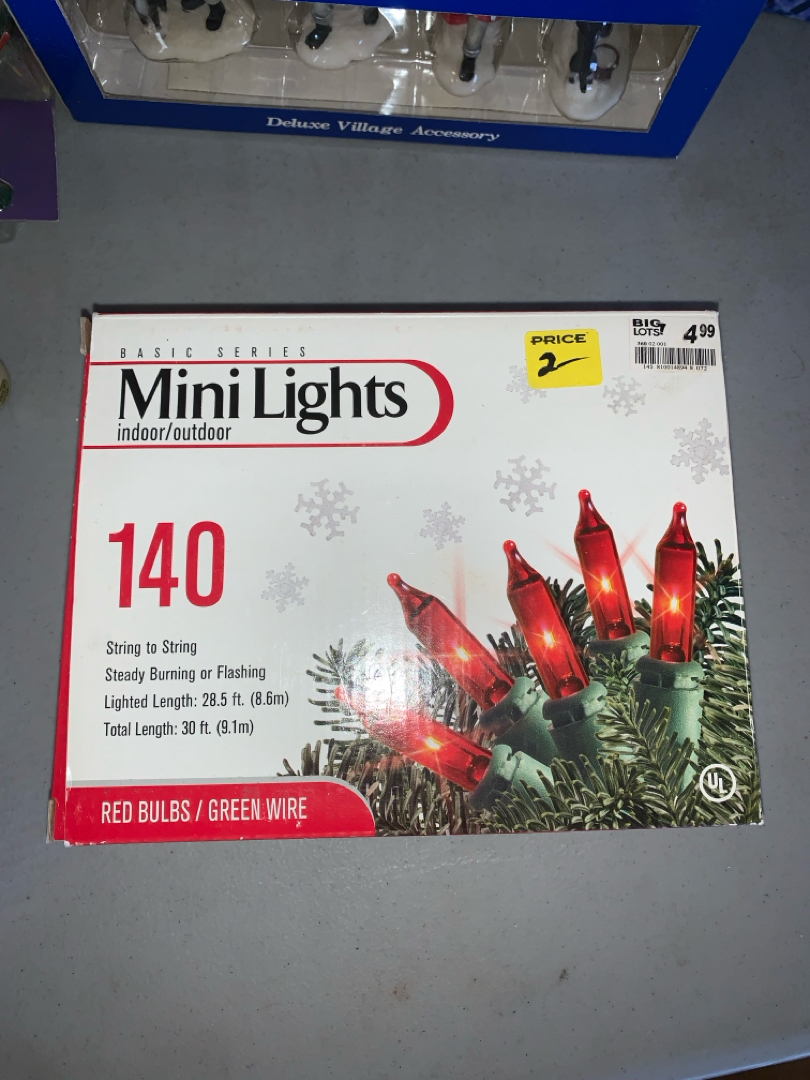 Deluxe Village Accessory
BASIC SERIES
Mini Lights
indoor/outdoor
PRICE
2
BIG
LOTS!
4.99
140
String to String
Steady Burning or Flashing
Lighted Length: 28.5 ft. (8.6m)
Total Length: 30 ft. (9.1m)
RED BULBS / GREEN WIRE
UL